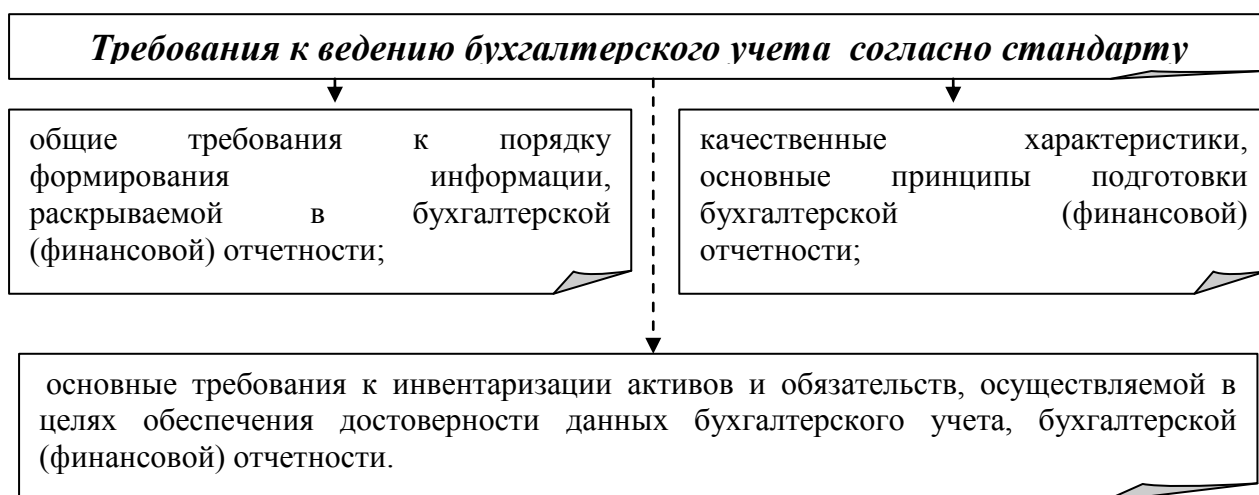 Требования к ведению бухгалтерского учета согласно стандарту
общие требования к порядку
формирования информации,
раскрываемой в бухгалтерской
(финансовой) отчетности;
качественные характеристики,
основные принципы подготовки
бухгалтерской (финансовой)
отчетности;
основные требования к инвентаризации активов и обязательств, осуществляемой в
целях обеспечения достоверности данных бухгалтерского учета, бухгалтерской
(финансовой) отчетности.